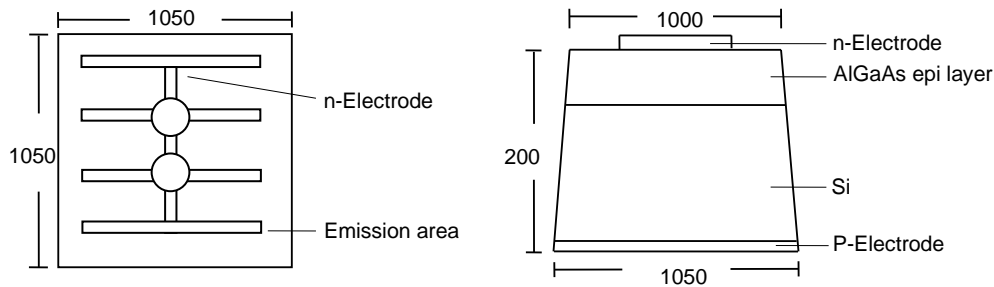 1050
n-Electrode
1050
Emission area
1000
n-Electrode
AlGaAs epi layer
200
Si
P-Electrode
1050